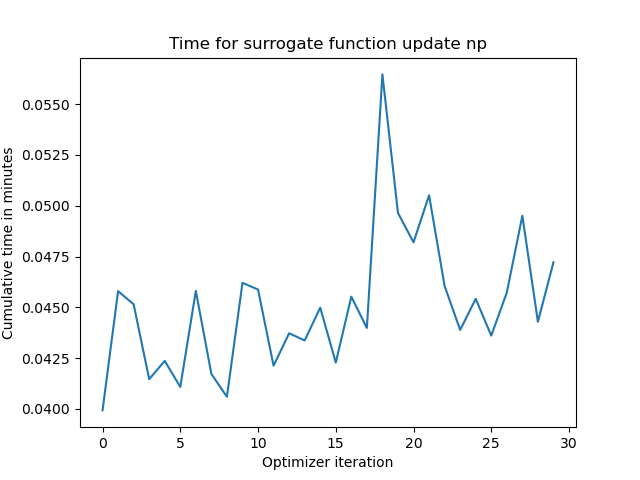 Time for surrogate function update np
Cumulative time in minutes
0.0550
0.0525
0.0500
0.0475
0.0450
0.0425
0.0400
0 5 10 15 20 25 30
Optimizer iteration